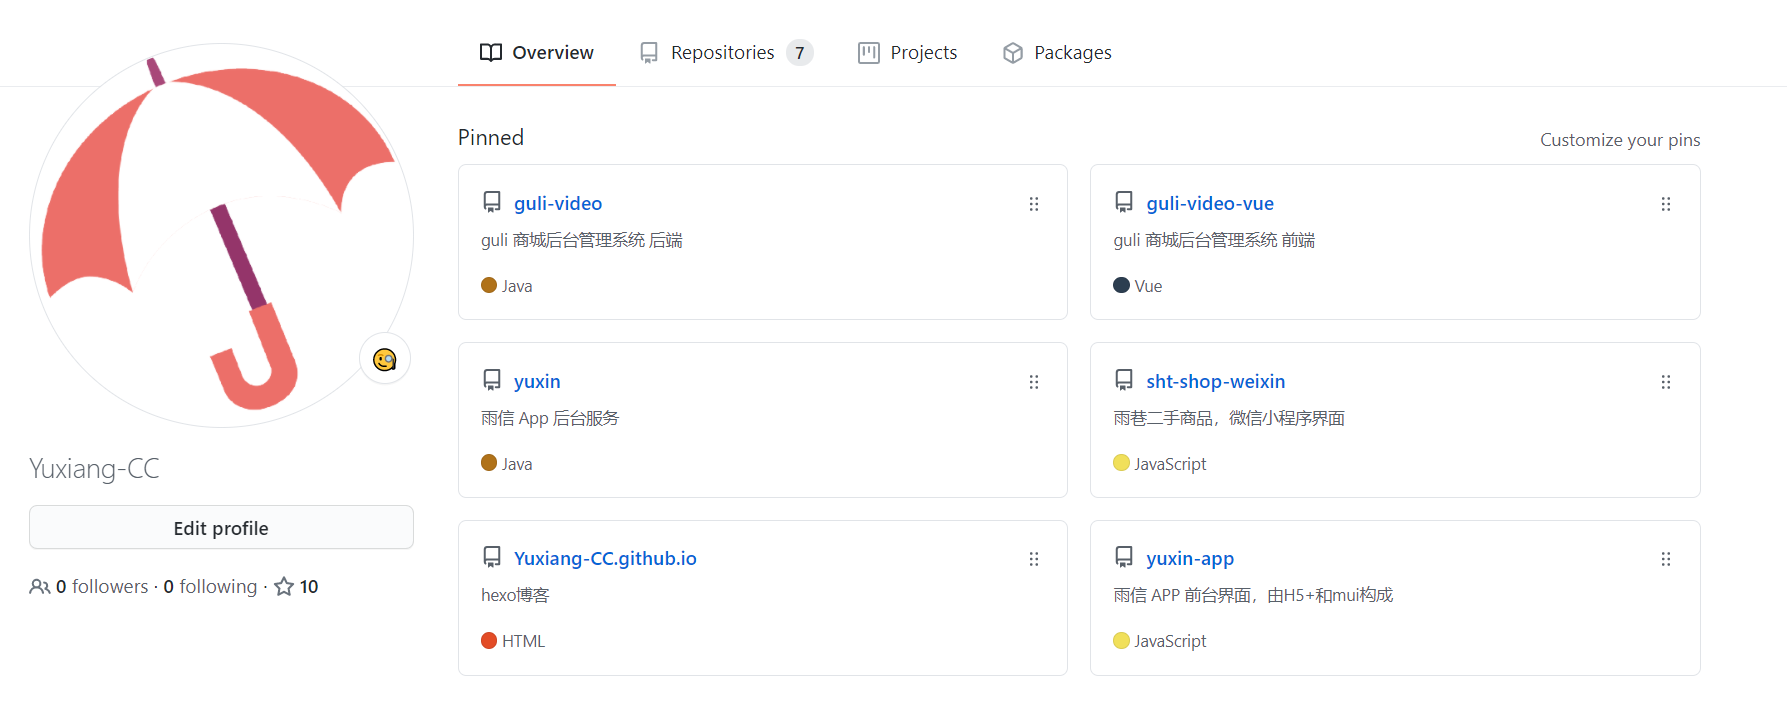 Overview
Repositories 7
Projects
Packages
Pinned
Customize your pins
guli-video
guli 商城后台管理系统 后端
Java
guli-video-vue
guli 商城后台管理系统 前端
Vue
yuxin
雨信 App 后台服务
Java
sht-shop-weixin
雨巷二手商品，微信小程序界面
JavaScript
Yuxiang-CC.github.io
hexo博客
HTML
yuxin-app
雨信 APP 前台界面，由H5+和mui构成
JavaScript
Yuxiang-CC
Edit profile
0 followers · 0 following · 10